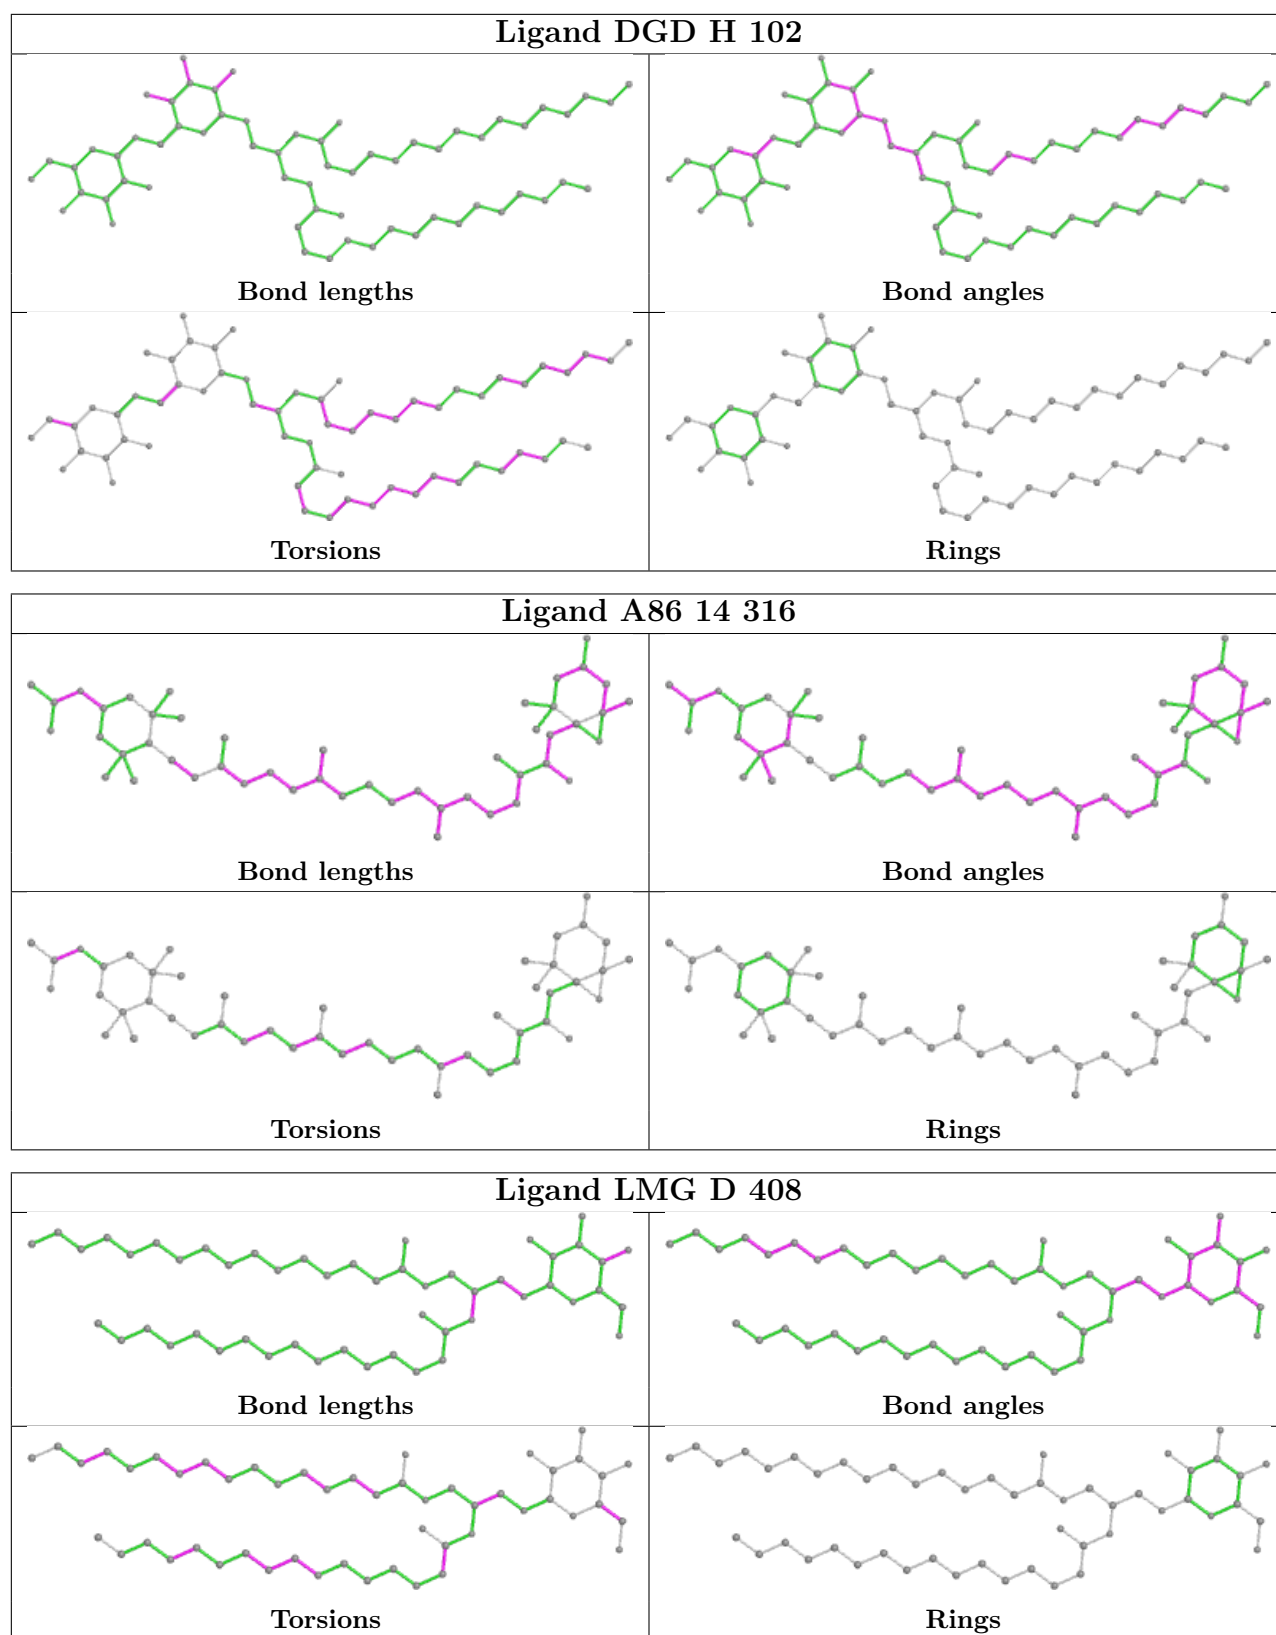 Ligand DGD H 102
Bond lengths
Bond angles
Torsions
Rings
Ligand A86 14 316
Bond lengths
Bond angles
Torsions
Rings
Ligand LMG D 408
Bond lengths
Bond angles
Torsions
Rings